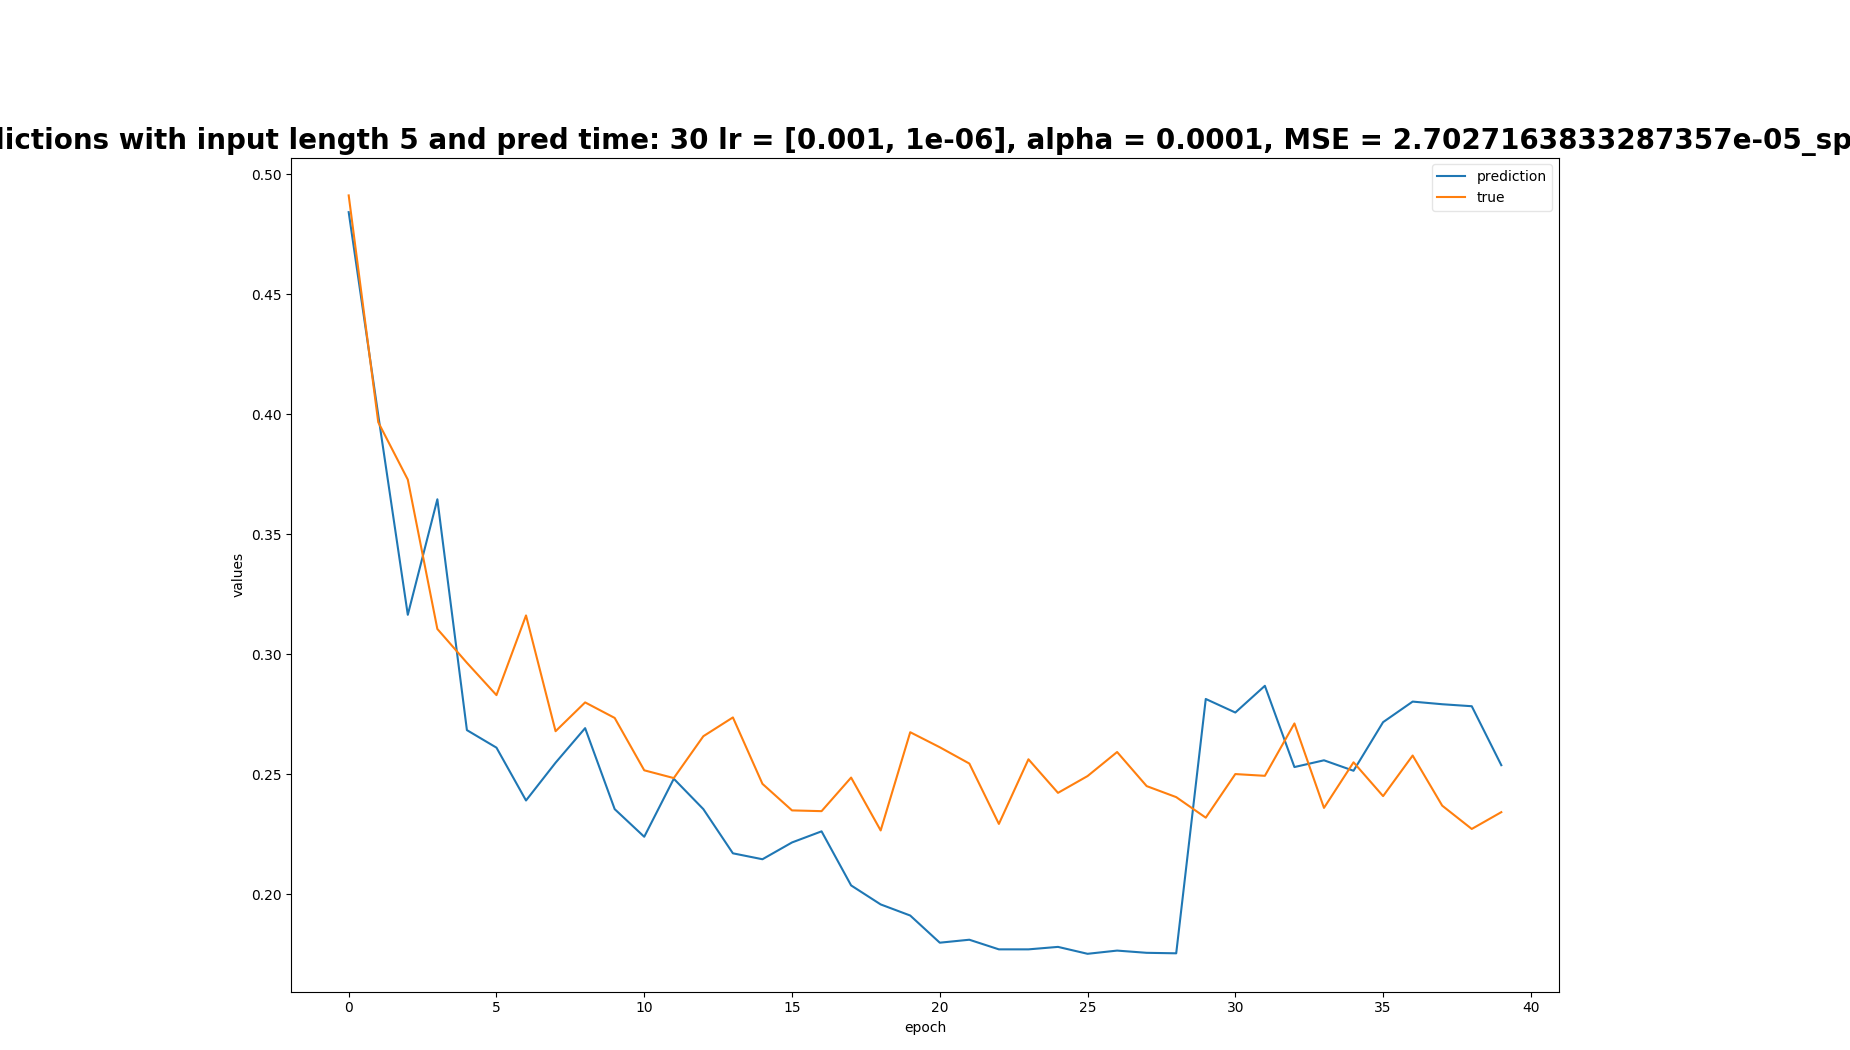 dictions with input length 5 and pred time: 30 lr = [0.001, 1e-06], alpha = 0.0001, MSE = 2.7027163833287357e-05_sp
prediction
true
0.50
0.45
0.40
0.35
0.30
0.25
0.20
values
0 5 10 15 20 25 30 35 40
epoch